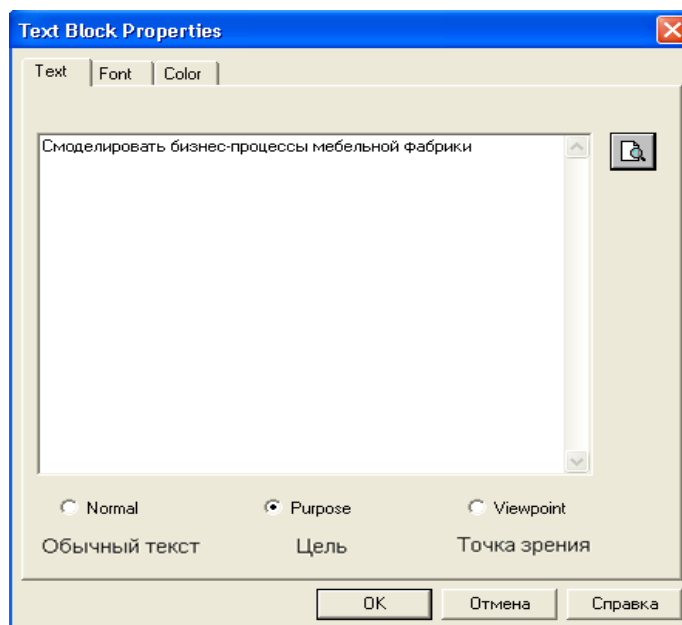 Text Block Properties
Text Font Color
Смоделировать бизнес-процессы мебельной фабрики
Normal Purpose Viewpoint
Обычный текст Цель Точка зрения
OK Отмена Справка